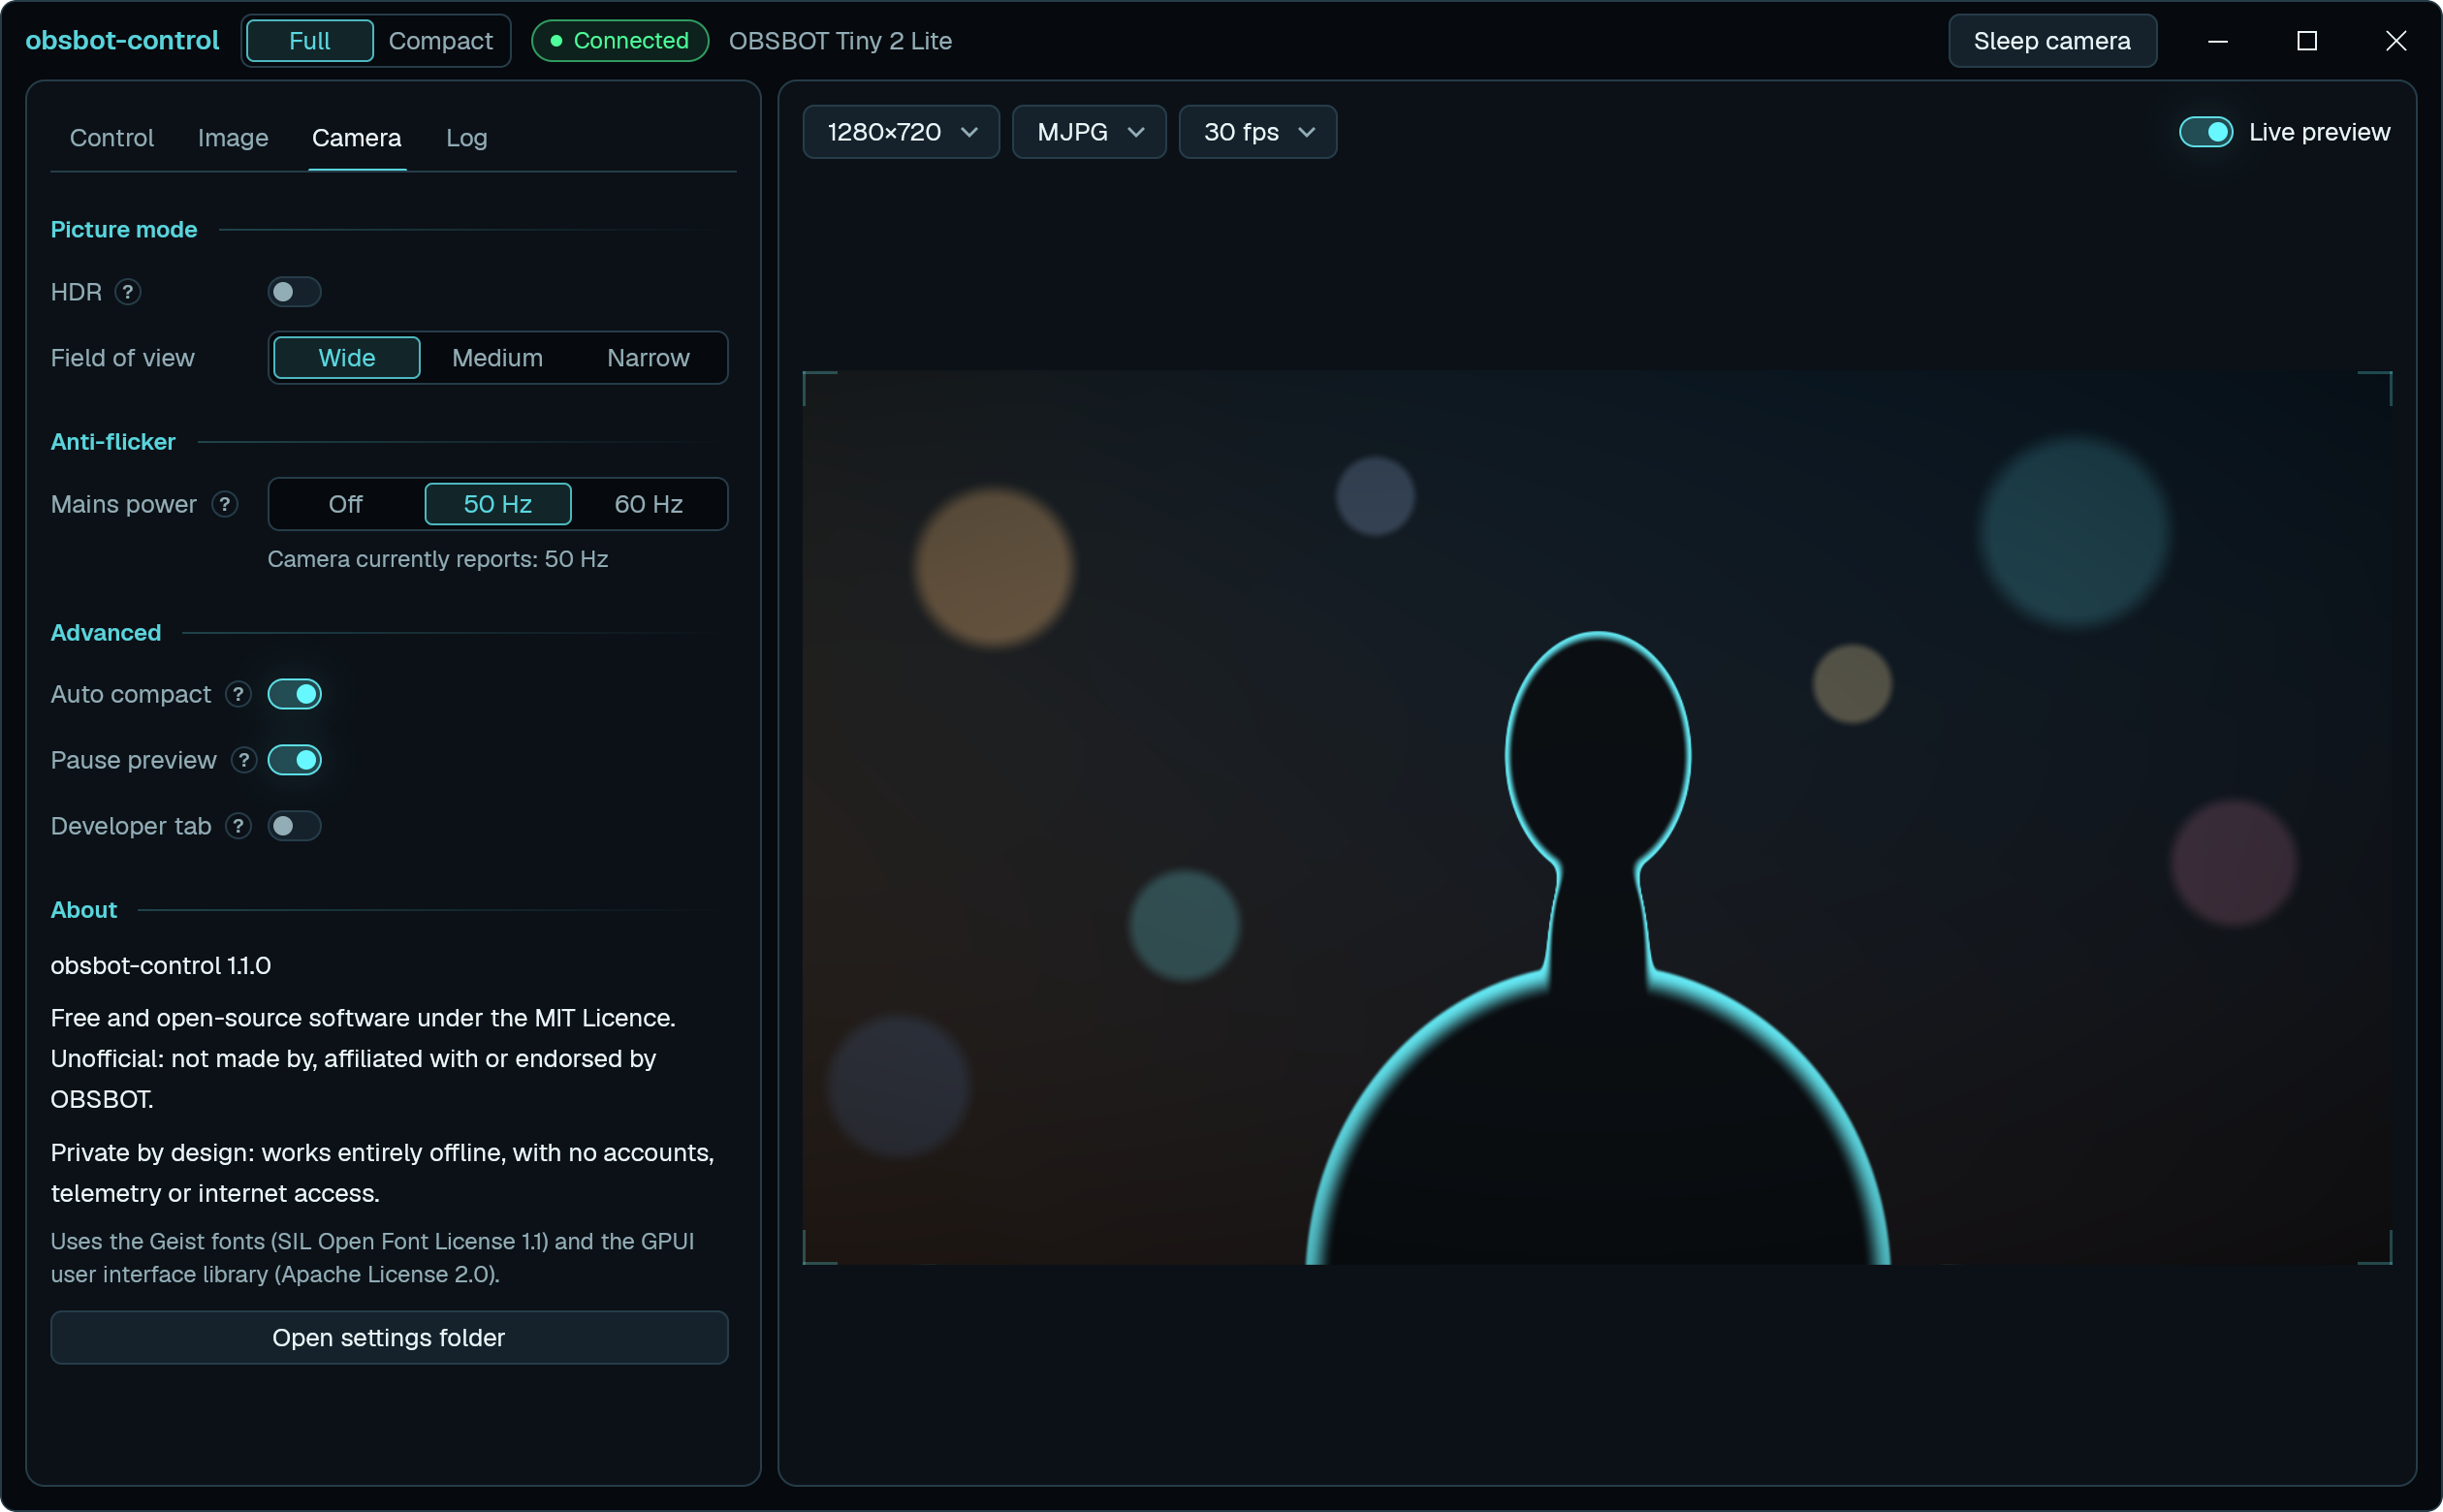 obsbot-control
Full
Compact
Connected
OBSBOT Tiny 2 Lite
Sleep camera
Control
Image
Camera
Log
Picture mode
HDR ?
Field of view
Wide
Medium
Narrow
Anti-flicker
Mains power ?
Off
50 Hz
60 Hz
Camera currently reports: 50 Hz
Advanced
Auto compact ?
Pause preview ?
Developer tab ?
About
obsbot-control 1.1.0
Free and open-source software under the MIT Licence.
Unofficial: not made by, affiliated with or endorsed by
OBSBOT.
Private by design: works entirely offline, with no accounts,
telemetry or internet access.
Uses the Geist fonts (SIL Open Font License 1.1) and the GPUI
user interface library (Apache License 2.0).
Open settings folder
1280×720
MJPG
30 fps
Live preview